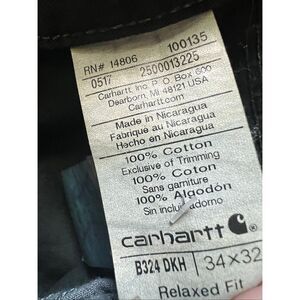 RN# 14806 100135
0517 2500013225
Carhartt, Inc. P O Box 600
Dearborn, MI 48121 USA
Carhartt.com
Made in Nicaragua
Fabriqué au Nicaragua
Hecho en Nicaragua
100% Cotton
Exclusive of Trimming
100% Coton
Sans garniture
100% Algodón
Sin incluir adorno
carhartt
B324 DKH 34×32
Relaxed Fit